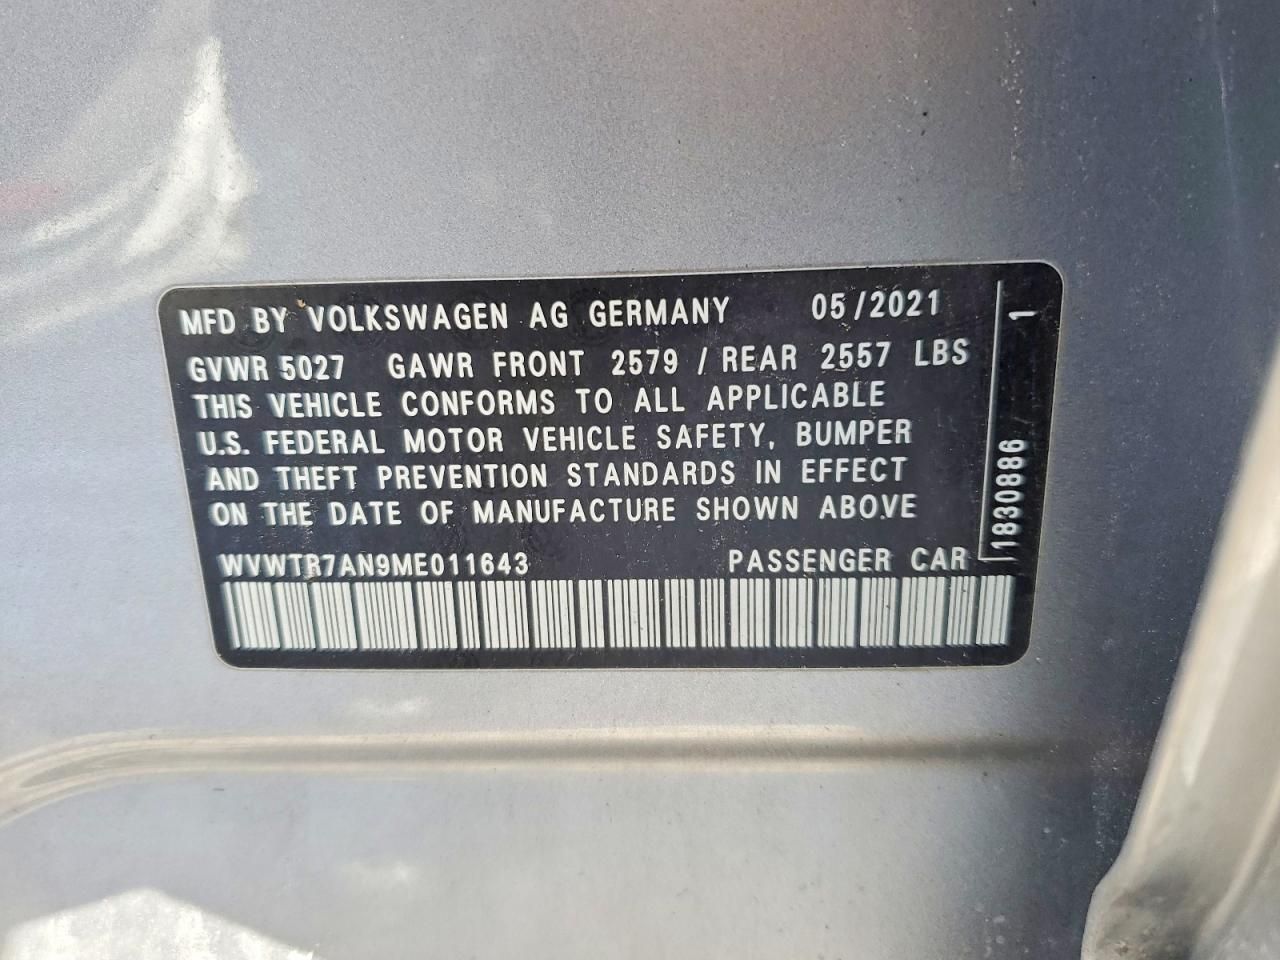 MFD BY VOLKSWAGEN AG GERMANY 05/2021
GVWR 5027 GAWR FRONT 2579 / REAR 2557 LBS
THIS VEHICLE CONFORMS TO ALL APPLICABLE
U.S. FEDERAL MOTOR VEHICLE SAFETY, BUMPER
AND THEFT PREVENTION STANDARDS IN EFFECT
ON THE DATE OF MANUFACTURE SHOWN ABOVE
WVWTR7AN9ME011643 PASSENGER CAR
1830886 1